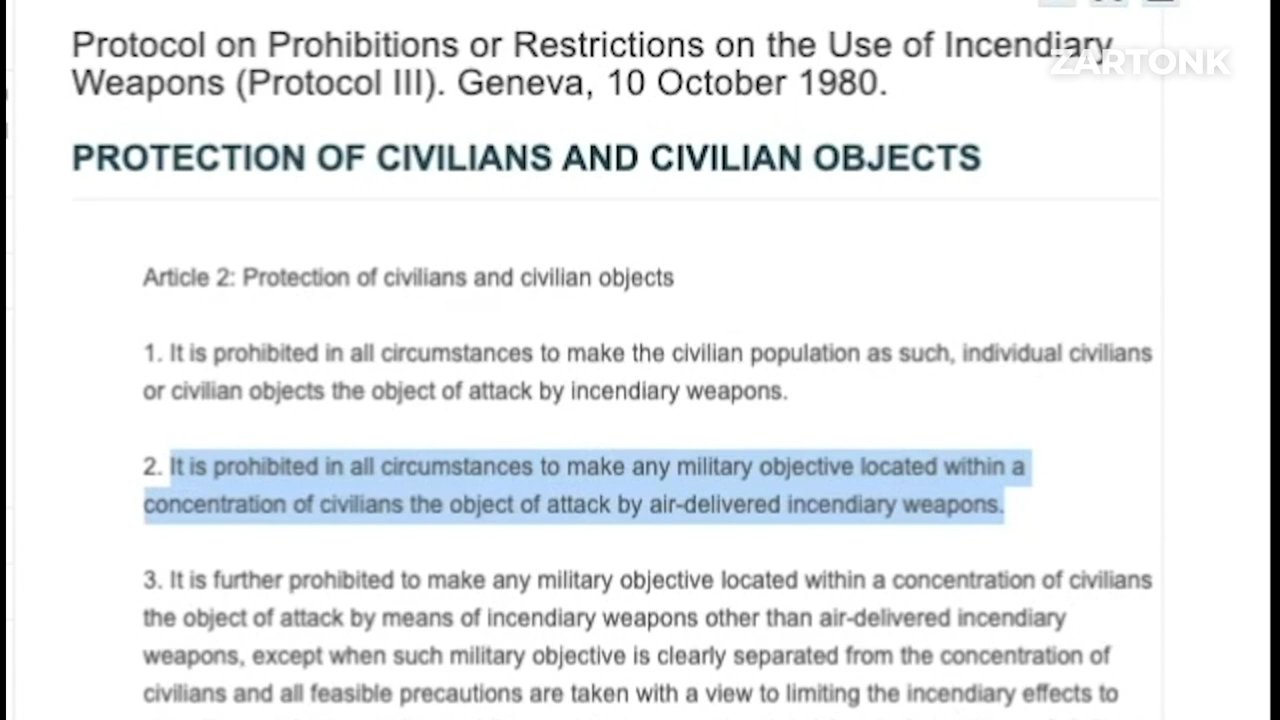 Protocol on Prohibitions or Restrictions on the Use of Incendiary
ZARTONK
Weapons (Protocol III). Geneva, 10 October 1980.
PROTECTION OF CIVILIANS AND CIVILIAN OBJECTS
Article 2: Protection of civilians and civilian objects
1. It is prohibited in all circumstances to make the civilian population as such, individual civilians
or civilian objects the object of attack by incendiary weapons.
2. It is prohibited in all circumstances to make any military objective located within a
concentration of civilians the object of attack by air-delivered incendiary weapons.
3. It is further prohibited to make any military objective located within a concentration of civilians
the object of attack by means of incendiary weapons other than air-delivered incendiary
weapons, except when such military objective is clearly separated from the concentration of
civilians and all feasible precautions are taken with a view to limiting the incendiary effects to